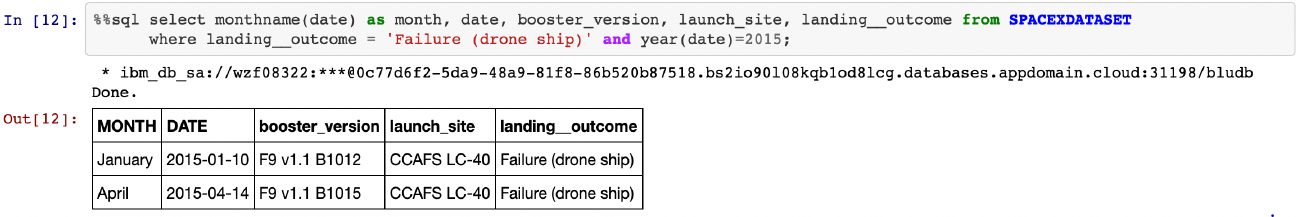 In [12]: %%sql select monthname(date) as month, date, booster_version, launch_site, landing__outcome from SPACEXDATASET
where landing__outcome = 'Failure (drone ship)' and year(date)=2015;
* ibm_db_sa://wzf08322:***@0c77d6f2-5da9-48a9-81f8-86b520b87518.bs2io90l08kqb1od8lcg.databases.appdomain.cloud:31198/bludb
Done.
Out[12]: MONTH DATE booster_version launch_site landing__outcome
January 2015-01-10 F9 v1.1 B1012 CCAFS LC-40 Failure (drone ship)
April 2015-04-14 F9 v1.1 B1015 CCAFS LC-40 Failure (drone ship)